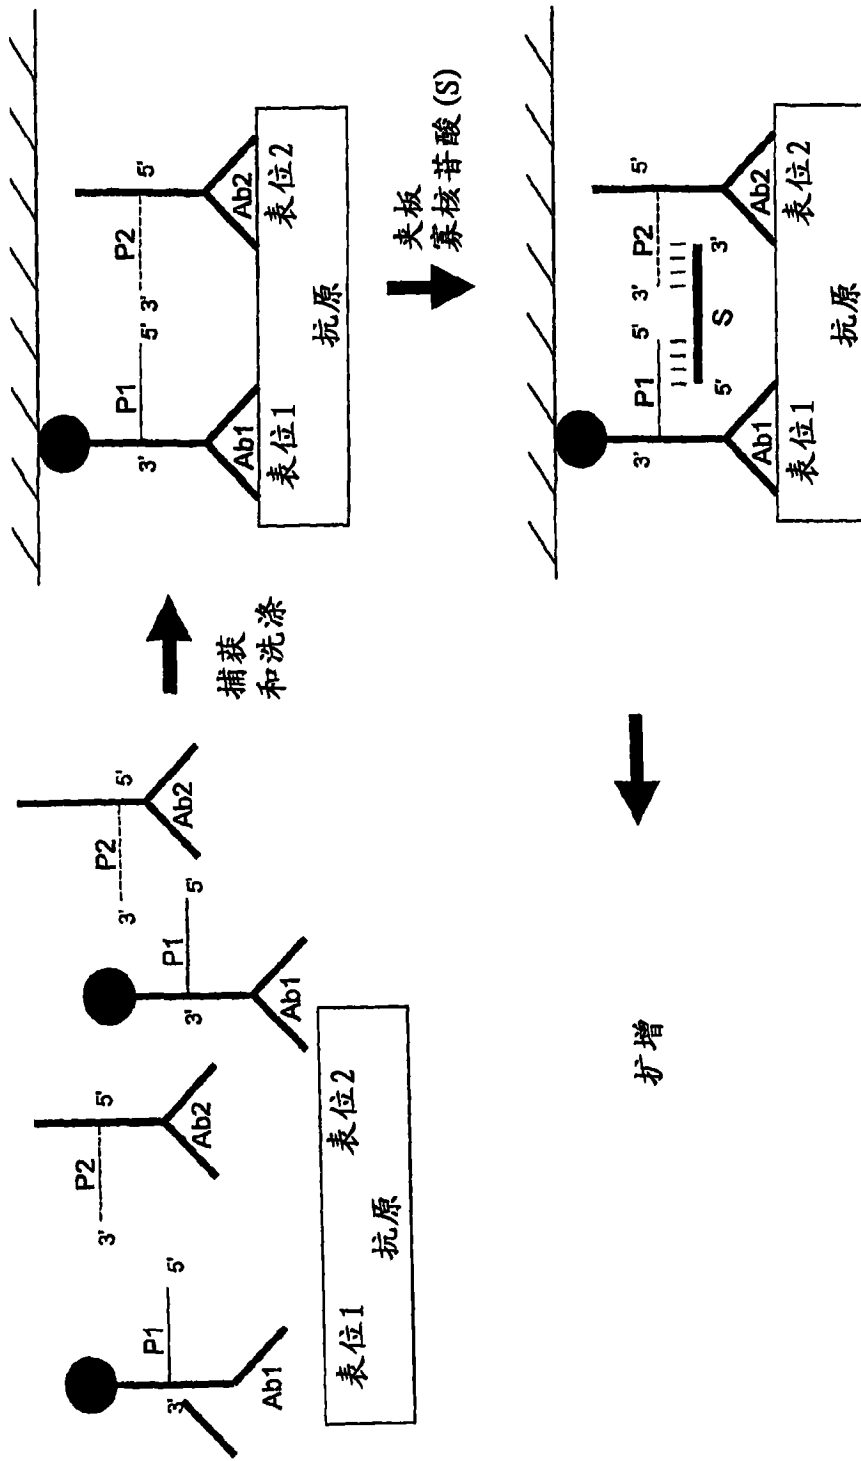 P1
3'
5'
Ab1
P2
3'
5'
Ab2
P1
3'
5'
Ab1
P2
3'
5'
Ab2
表位1
表位2
抗原
捕获
和洗涤
P1
P2
3'
5'
3'
5'
Ab1
Ab2
表位1
表位2
抗原
夹板
寡核苷酸(S)
P1
P2
3'
5'
3'
5'
5'
S
3'
Ab1
Ab2
表位1
表位2
抗原
扩增